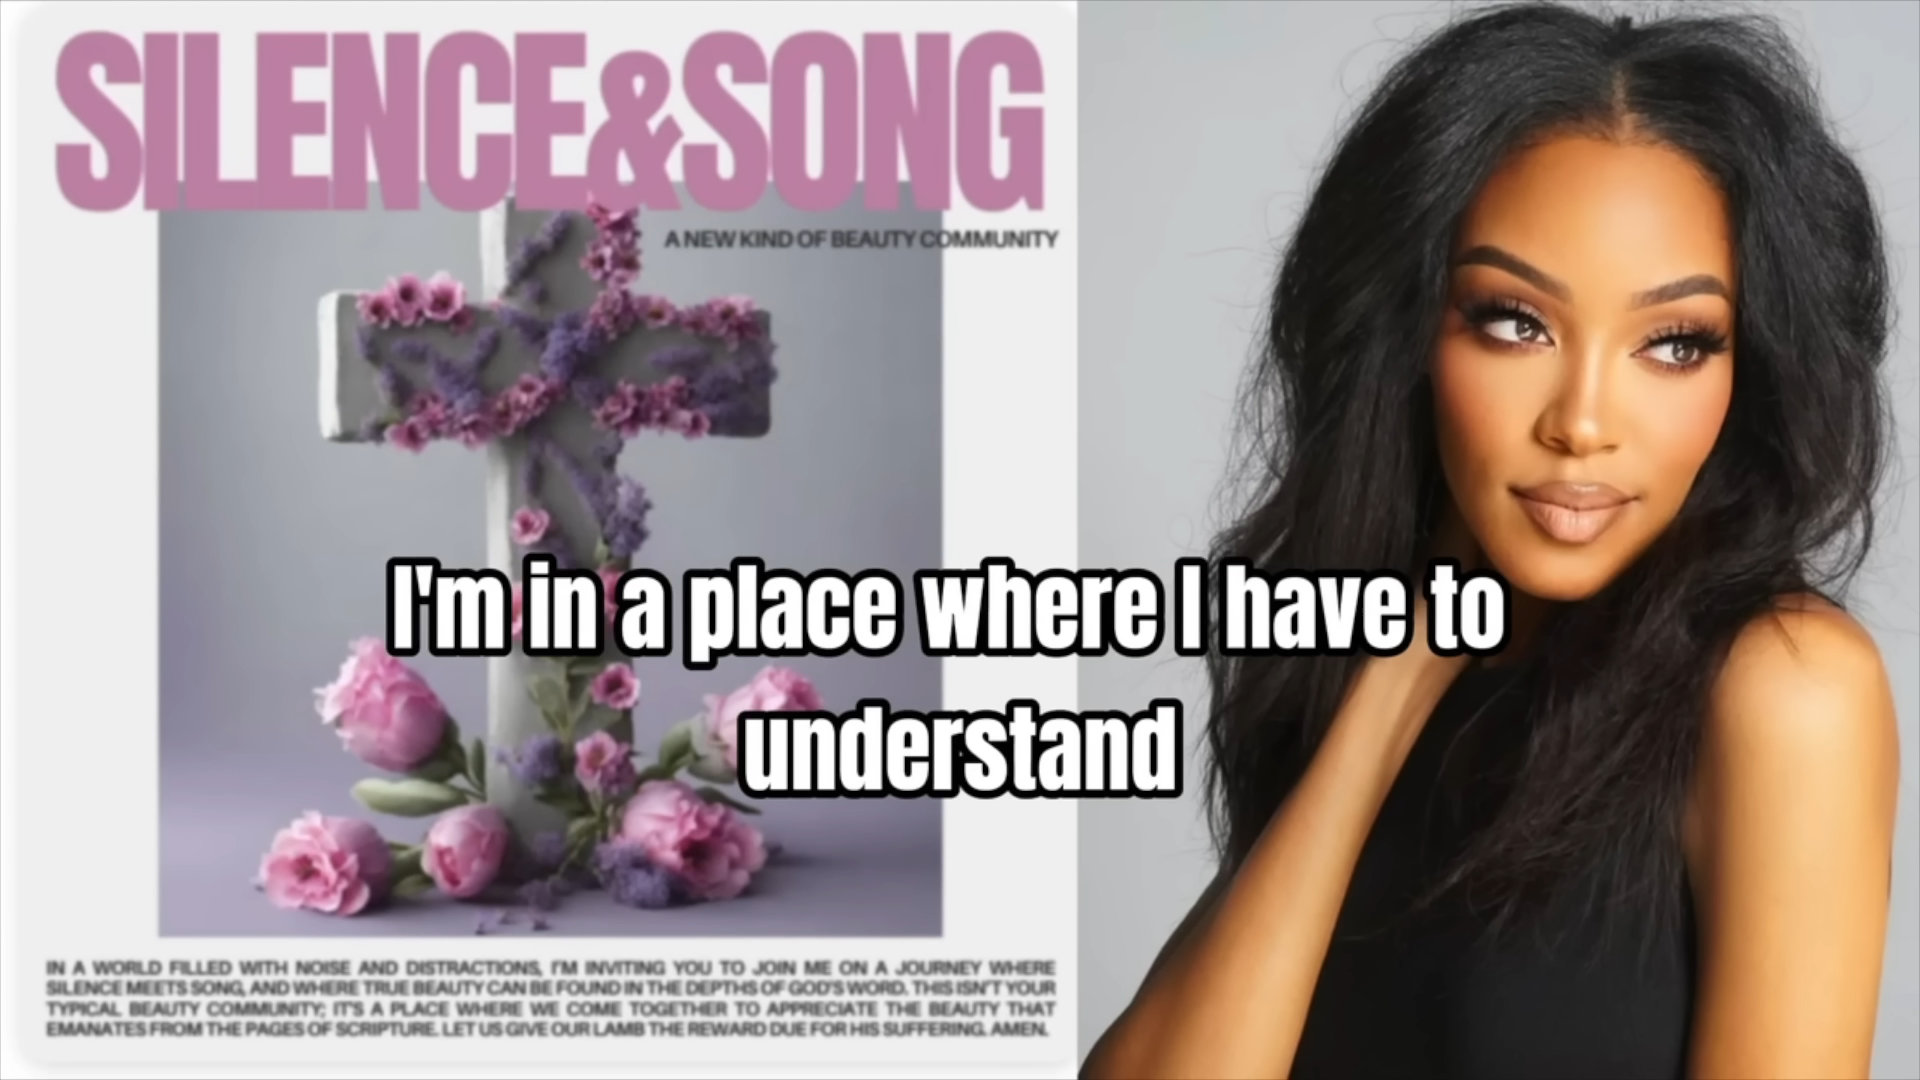 SILENCE&SONG
A NEW KIND OF BEAUTY COMMUNITY
I'm in a place where I have to
understand
IN A WORLD FILLED WITH NOISE AND DISTRACTIONS, I'M INVITING YOU TO JOIN ME ON A JOURNEY WHERE
SILENCE MEETS SONG, AND WHERE TRUE BEAUTY CAN BE FOUND IN THE DEPTHS OF GOD'S WORD. THIS ISN'T YOUR
TYPICAL BEAUTY COMMUNITY; IT'S A PLACE WHERE WE COME TOGETHER TO APPRECIATE THE BEAUTY THAT
EMANATES FROM THE PAGES OF SCRIPTURE. LET US GIVE OUR LAMB THE REWARD DUE FOR HIS SUFFERING. AMEN.